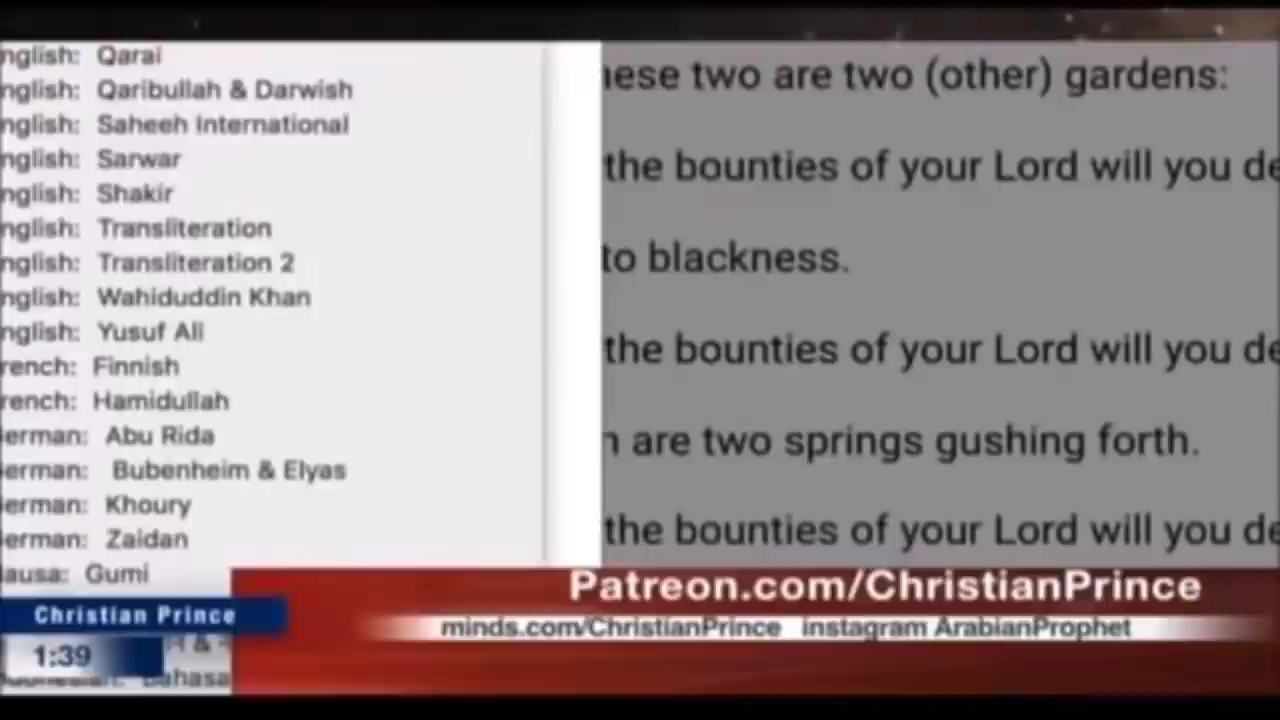 nglish: Qarai
nglish: Qaribullah & Darwish
nglish: Saheeh International
nglish: Sarwar
nglish: Shakir
nglish: Transliteration
nglish: Transliteration 2
nglish: Wahiduddin Khan
nglish: Yusuf Ali
rench: Finnish
rench: Hamidullah
erman: Abu Rida
erman: Bubenheim & Elyas
erman: Khoury
erman: Zaidan
ausa: Gumi
ese two are two (other) gardens:
the bounties of your Lord will you de
to blackness.
the bounties of your Lord will you de
are two springs gushing forth.
the bounties of your Lord will you de
Patreon.com/ChristianPrince
Christian Prince
minds.com/ChristianPrince instagram ArabianProphet
1:39